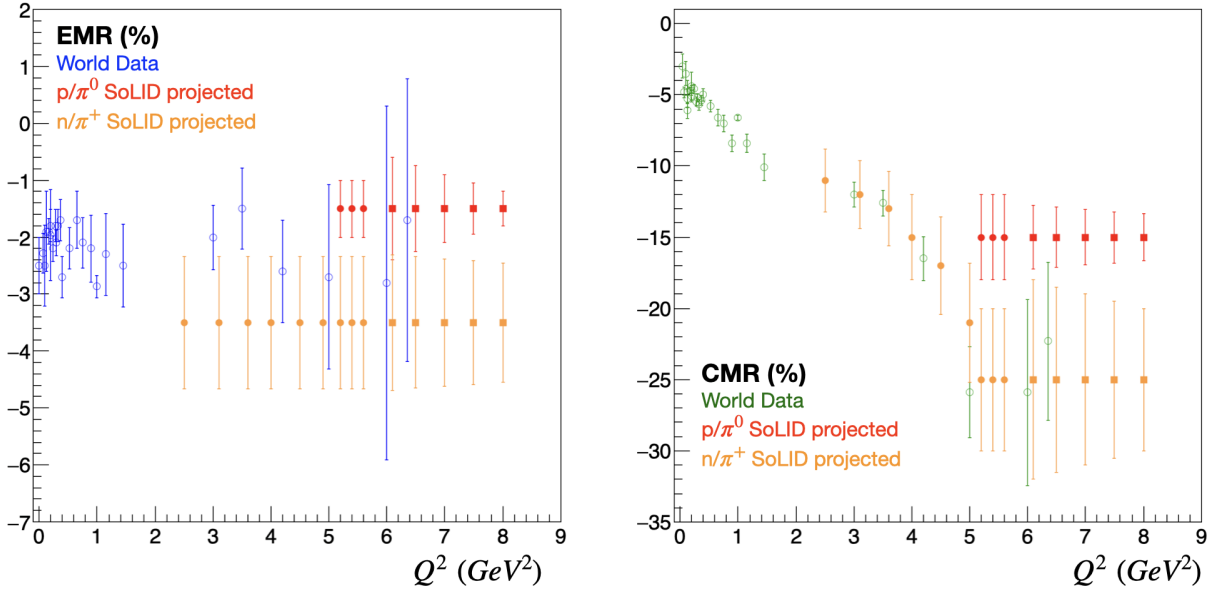 EMR (%)
World Data
p/π⁰ SoLID projected
n/π⁺ SoLID projected
2
1
0
−1
−2
−3
−4
−5
−6
−7
0 1 2 3 4 5 6 7 8 9
Q² (GeV²)
0
−5
−10
−15
−20
−25
−30
−35
CMR (%)
World Data
p/π⁰ SoLID projected
n/π⁺ SoLID projected
0 1 2 3 4 5 6 7 8 9
Q² (GeV²)